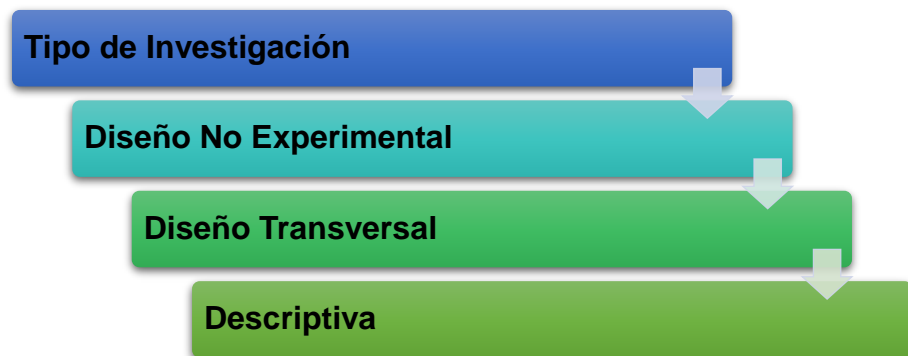 Tipo de Investigación
Diseño No Experimental
Diseño Transversal
Descriptiva